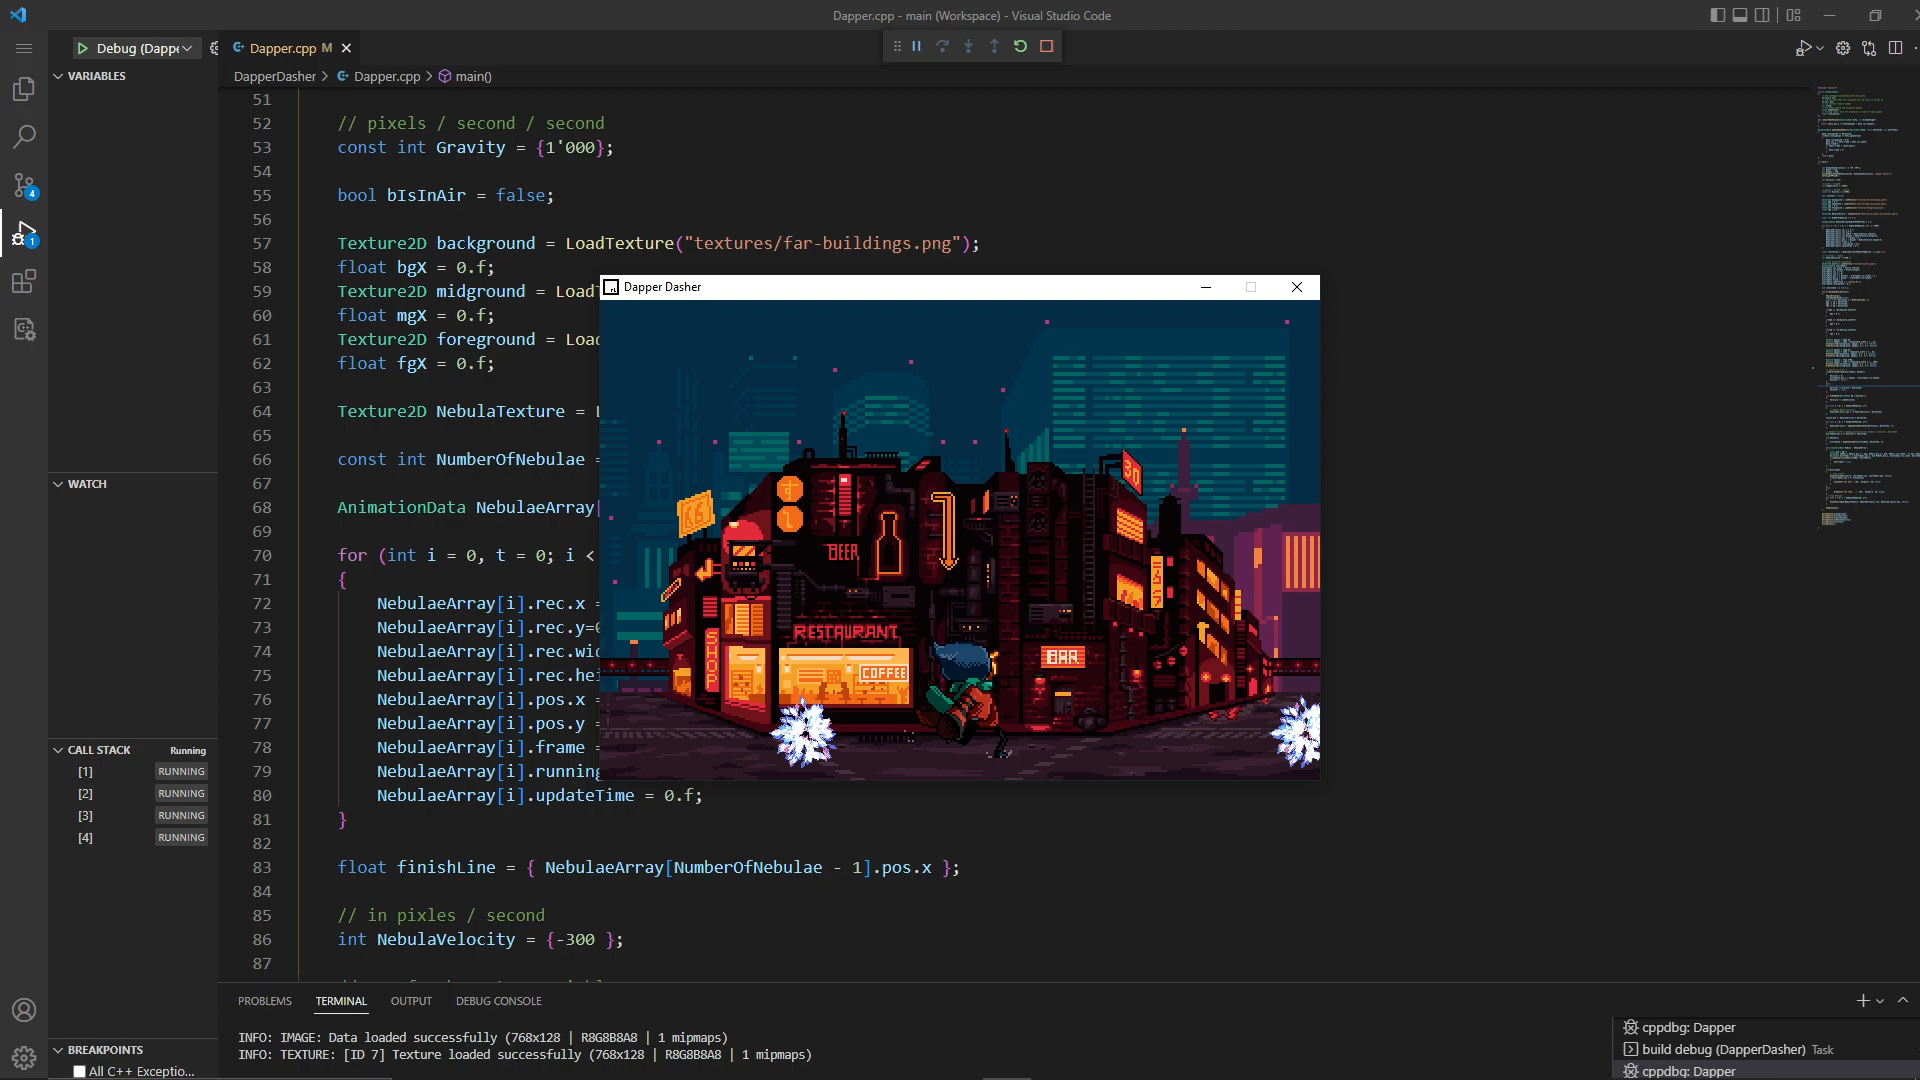 Dapper.cpp - main (Workspace) - Visual Studio Code
Debug (Dappe
Dapper.cpp M
VARIABLES
DapperDasher > Dapper.cpp > main()
51
52 // pixels / second / second
53 const int Gravity = {1'000};
54
55 bool bIsInAir = false;
56
57 Texture2D background = LoadTexture("textures/far-buildings.png");
58 float bgX = 0.f;
59 Texture2D midground = LoadT
60 float mgX = 0.f;
61 Texture2D foreground = Load
62 float fgX = 0.f;
63
64 Texture2D NebulaTexture = L
65
66 const int NumberOfNebulae =
67
68 AnimationData NebulaeArray
69
70 for (int i = 0, t = 0; i <
71 {
72 NebulaeArray[i].rec.x =
73 NebulaeArray[i].rec.y=0
74 NebulaeArray[i].rec.wid
75 NebulaeArray[i].rec.hei
76 NebulaeArray[i].pos.x =
77 NebulaeArray[i].pos.y =
78 NebulaeArray[i].frame =
79 NebulaeArray[i].running
80 NebulaeArray[i].updateTime = 0.f;
81 }
82
83 float finishLine = { NebulaeArray[NumberOfNebulae - 1].pos.x };
84
85 // in pixles / second
86 int NebulaVelocity = {-300 };
87
Dapper Dasher
BEER
RESTAURANT
COFFEE
SHOP
BAR
WATCH
CALL STACK Running
[1] RUNNING
[2] RUNNING
[3] RUNNING
[4] RUNNING
4
1
BREAKPOINTS
All C++ Exceptio...
PROBLEMS TERMINAL OUTPUT DEBUG CONSOLE
INFO: IMAGE: Data loaded successfully (768x128 | R8G8B8A8 | 1 mipmaps)
INFO: TEXTURE: [ID 7] Texture loaded successfully (768x128 | R8G8B8A8 | 1 mipmaps)
cppdbg: Dapper
build debug (DapperDasher) Task
cppdbg: Dapper